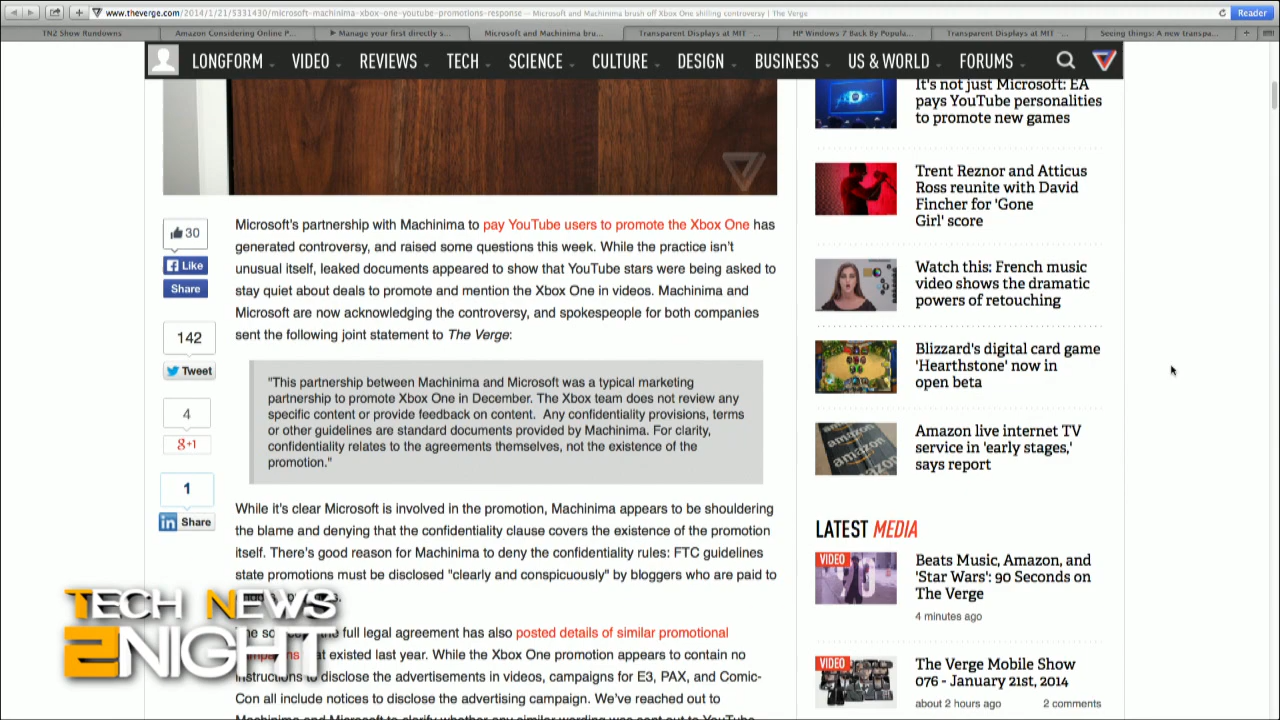 www.theverge.com/2014/1/21/5331430/microsoft-machinima-xbox-one-youtube-promotions-response — Microsoft and Machinima brush off Xbox One shilling controversy | The Verge
Reader
TN2 Show Rundowns
Amazon Considering Online P...
▶ Manage your first directly s...
Microsoft and Machinima bru...
Transparent Displays at MIT -...
HP Windows 7 Back By Popula...
Transparent Displays at MIT -...
Seeing things: A new transpa...
LONGFORM
VIDEO
REVIEWS
TECH
SCIENCE
CULTURE
DESIGN
BUSINESS
US & WORLD
FORUMS
30
Like
Share
142
Tweet
4
g+1
1
in Share
Microsoft's partnership with Machinima to pay YouTube users to promote the Xbox One has
generated controversy, and raised some questions this week. While the practice isn't
unusual itself, leaked documents appeared to show that YouTube stars were being asked to
stay quiet about deals to promote and mention the Xbox One in videos. Machinima and
Microsoft are now acknowledging the controversy, and spokespeople for both companies
sent the following joint statement to The Verge:
"This partnership between Machinima and Microsoft was a typical marketing
partnership to promote Xbox One in December. The Xbox team does not review any
specific content or provide feedback on content. Any confidentiality provisions, terms
or other guidelines are standard documents provided by Machinima. For clarity,
confidentiality relates to the agreements themselves, not the existence of the
promotion."
While it's clear Microsoft is involved in the promotion, Machinima appears to be shouldering
the blame and denying that the confidentiality clause covers the existence of the promotion
itself. There's good reason for Machinima to deny the confidentiality rules: FTC guidelines
state promotions must be disclosed "clearly and conspicuously" by bloggers who are paid to
full legal agreement has also posted details of similar promotional
at existed last year. While the Xbox One promotion appears to contain no
instructions to disclose the advertisements in videos, campaigns for E3, PAX, and Comic-
Con all include notices to disclose the advertising campaign. We've reached out to
Machinima and Microsoft to clarify whether any similar wording was sent out to YouTube
It's not just Microsoft: EA
pays YouTube personalities
to promote new games
Trent Reznor and Atticus
Ross reunite with David
Fincher for 'Gone
Girl' score
Watch this: French music
video shows the dramatic
powers of retouching
Blizzard's digital card game
'Hearthstone' now in
open beta
amazon
Amazon live internet TV
service in 'early stages,'
says report
LATEST MEDIA
VIDEO
Beats Music, Amazon, and
'Star Wars': 90 Seconds on
The Verge
4 minutes ago
VIDEO
The Verge Mobile Show
076 - January 21st, 2014
about 2 hours ago
2 comments
TECH NEWS
2NIGHT